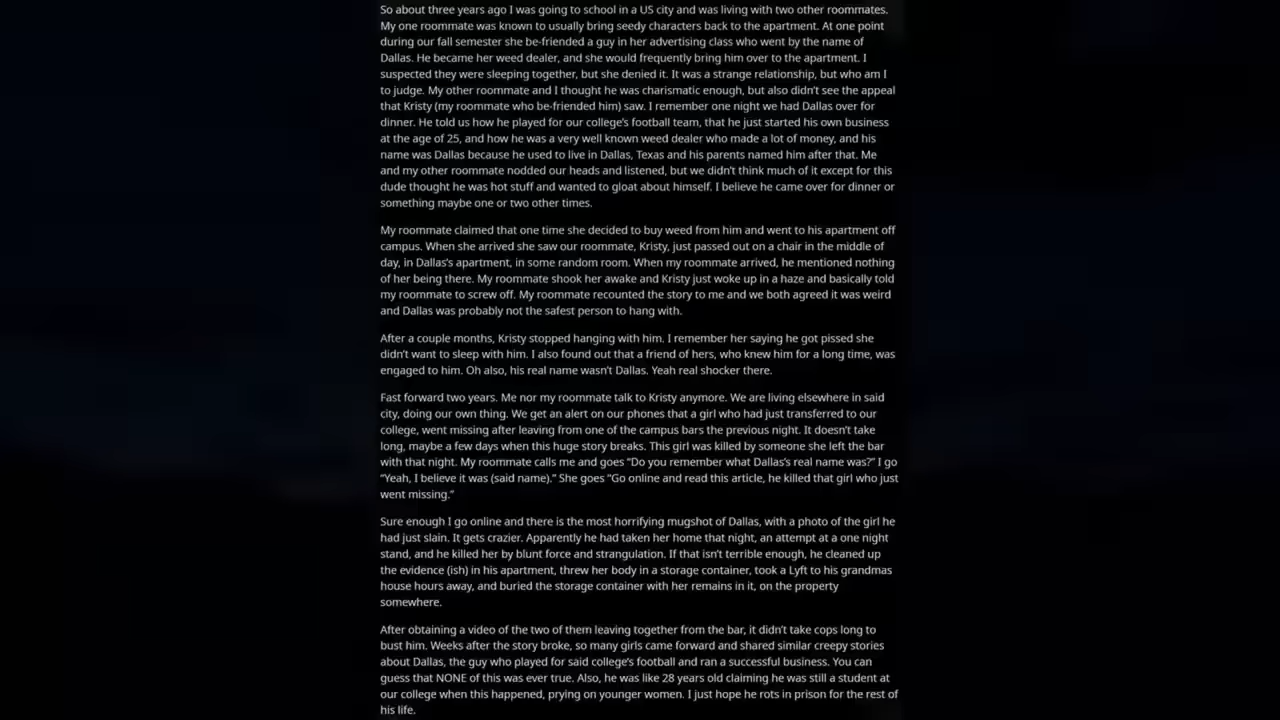 So about three years ago I was going to school in a US city and was living with two other roommates.
My one roommate was known to usually bring seedy characters back to the apartment. At one point
during our fall semester she be-friended a guy in her advertising class who went by the name of
Dallas. He became her weed dealer, and she would frequently bring him over to the apartment. I
suspected they were sleeping together, but she denied it. It was a strange relationship, but who am I
to judge. My other roommate and I thought he was charismatic enough, but also didn't see the appeal
that Kristy (my roommate who be-friended him) saw. I remember one night we had Dallas over for
dinner. He told us how he played for our college's football team, that he just started his own business
at the age of 25, and how he was a very well known weed dealer who made a lot of money, and his
name was Dallas because he used to live in Dallas, Texas and his parents named him after that. Me
and my other roommate nodded our heads and listened, but we didn't think much of it except for this
dude thought he was hot stuff and wanted to gloat about himself. I believe he came over for dinner or
something maybe one or two other times.
My roommate claimed that one time she decided to buy weed from him and went to his apartment off
campus. When she arrived she saw our roommate, Kristy, just passed out on a chair in the middle of
day, in Dallas's apartment, in some random room. When my roommate arrived, he mentioned nothing
of her being there. My roommate shook her awake and Kristy just woke up in a haze and basically told
my roommate to screw off. My roommate recounted the story to me and we both agreed it was weird
and Dallas was probably not the safest person to hang with.
After a couple months, Kristy stopped hanging with him. I remember her saying he got pissed she
didn't want to sleep with him. I also found out that a friend of hers, who knew him for a long time, was
engaged to him. Oh also, his real name wasn't Dallas. Yeah real shocker there.
Fast forward two years. Me nor my roommate talk to Kristy anymore. We are living elsewhere in said
city, doing our own thing. We get an alert on our phones that a girl who had just transferred to our
college, went missing after leaving from one of the campus bars the previous night. It doesn't take
long, maybe a few days when this huge story breaks. This girl was killed by someone she left the bar
with that night. My roommate calls me and goes "Do you remember what Dallas's real name was?" I go
"Yeah, I believe it was (said name)." She goes "Go online and read this article, he killed that girl who just
went missing."
Sure enough I go online and there is the most horrifying mugshot of Dallas, with a photo of the girl he
had just slain. It gets crazier. Apparently he had taken her home that night, an attempt at a one night
stand, and he killed her by blunt force and strangulation. If that isn't terrible enough, he cleaned up
the evidence (ish) in his apartment, threw her body in a storage container, took a Lyft to his grandmas
house hours away, and buried the storage container with her remains in it, on the property
somewhere.
After obtaining a video of the two of them leaving together from the bar, it didn't take cops long to
bust him. Weeks after the story broke, so many girls came forward and shared similar creepy stories
about Dallas, the guy who played for said college's football and ran a successful business. You can
guess that NONE of this was ever true. Also, he was like 28 years old claiming he was still a student at
our college when this happened, prying on younger women. I just hope he rots in prison for the rest of
his life.